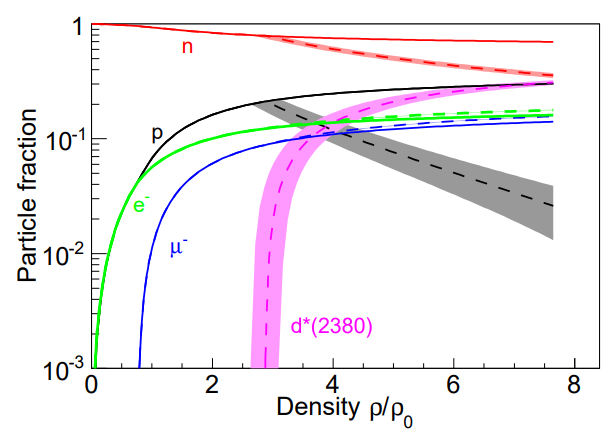 1
n
p
10⁻¹
e⁻
μ⁻
10⁻²
d*(2380)
10⁻³
0 2 4 6 8
Particle fraction
Density ρ/ρ₀